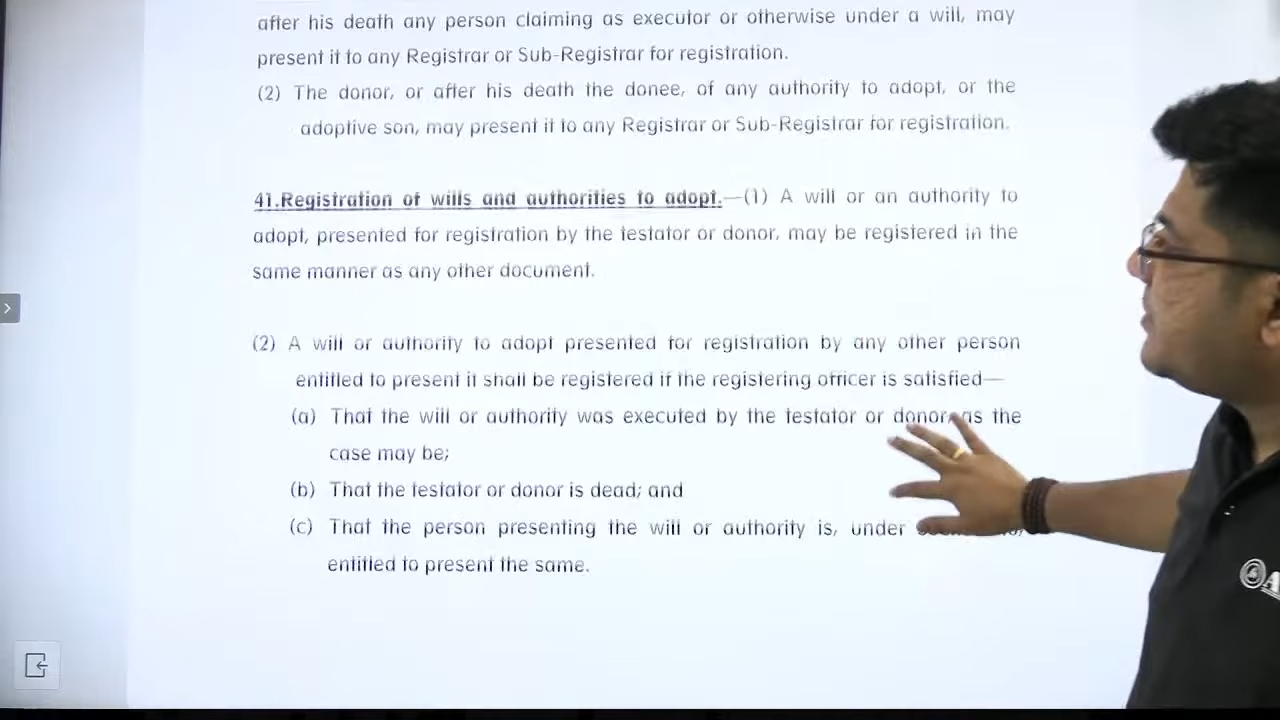 after his death any person claiming as executor or otherwise under a will, may
present it to any Registrar or Sub-Registrar for registration.
(2) The donor, or after his death the donee, of any authority to adopt, or the
adoptive son, may present it to any Registrar or Sub-Registrar for registration.
41.Registration of wills and authorities to adopt.—(1) A will or an authority to
adopt, presented for registration by the testator or donor, may be registered in the
same manner as any other document.
(2) A will or authority to adopt presented for registration by any other person
entitled to present it shall be registered if the registering officer is satisfied—
(a) That the will or authority was executed by the testator or donor, as the
case may be;
(b) That the testator or donor is dead; and
(c) That the person presenting the will or authority is, under
entitled to present the same.